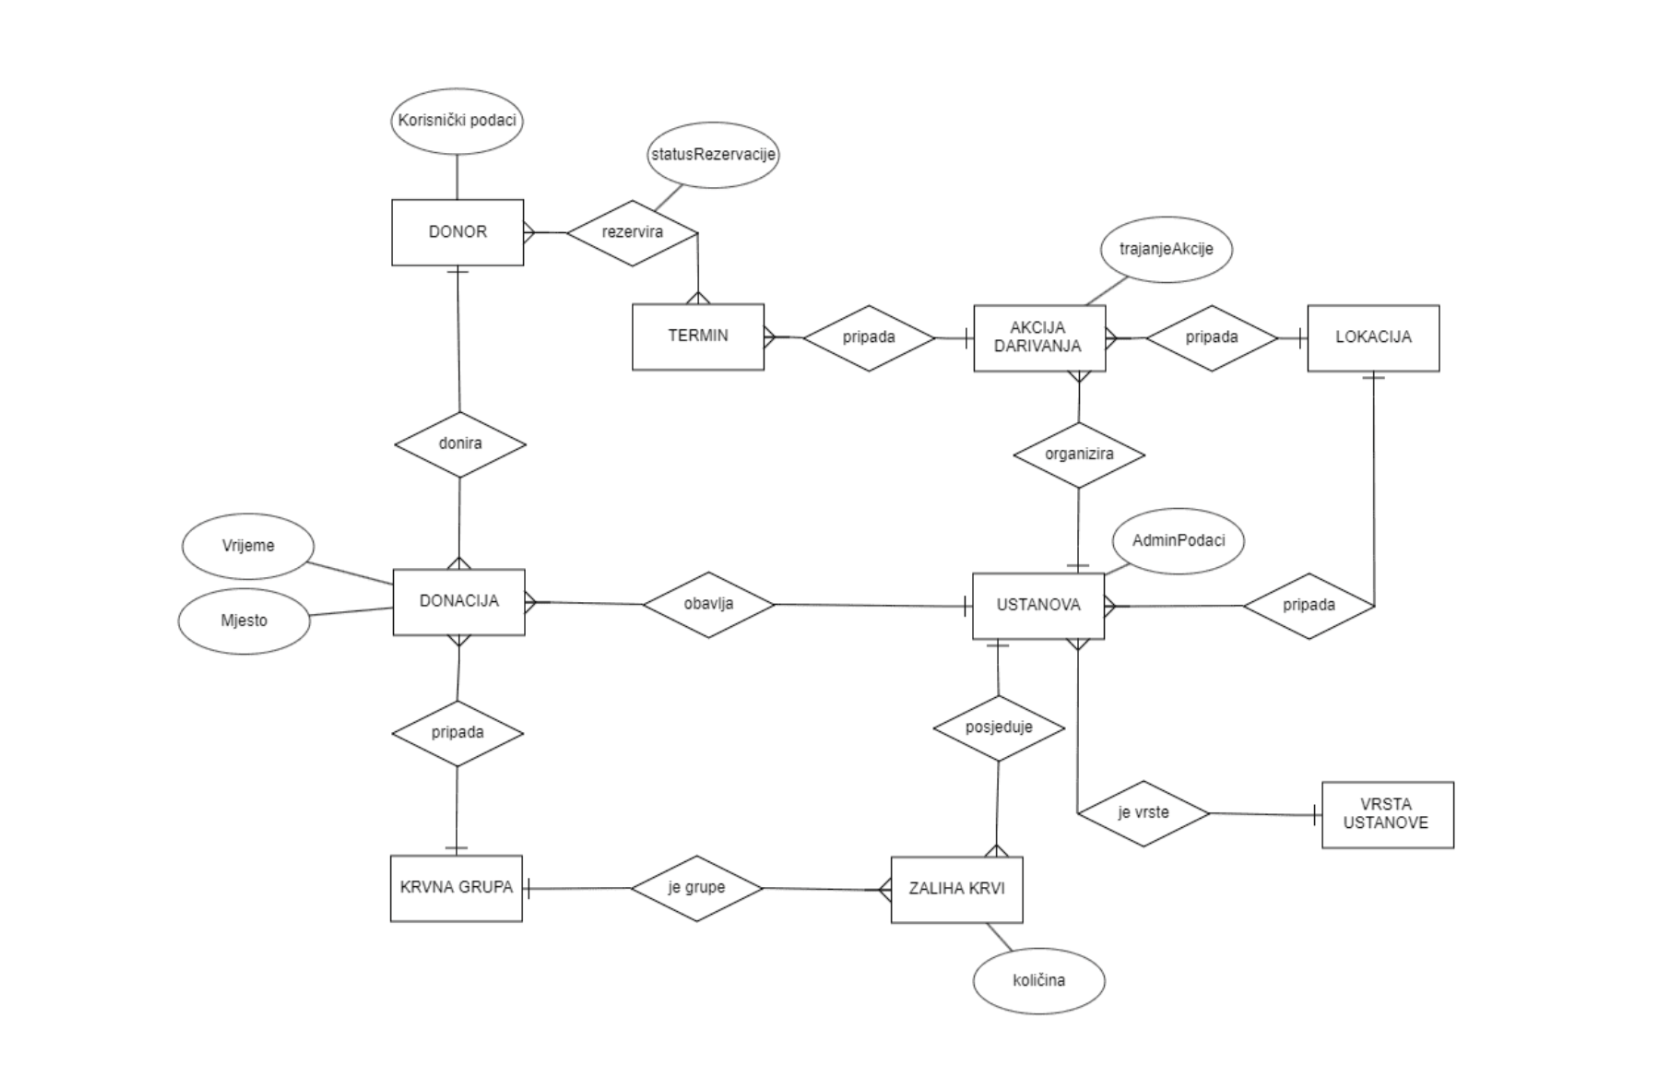 Korisnički podaci
statusRezervacije
DONOR
rezervira
trajanjeAkcije
TERMIN
pripada
AKCIJA
DARIVANJA
pripada
LOKACIJA
donira
organizira
Vrijeme
AdminPodaci
DONACIJA
obavlja
USTANOVA
pripada
Mjesto
pripada
posjeduje
je vrste
VRSTA
USTANOVE
KRVNA GRUPA
je grupe
ZALIHA KRVI
količina